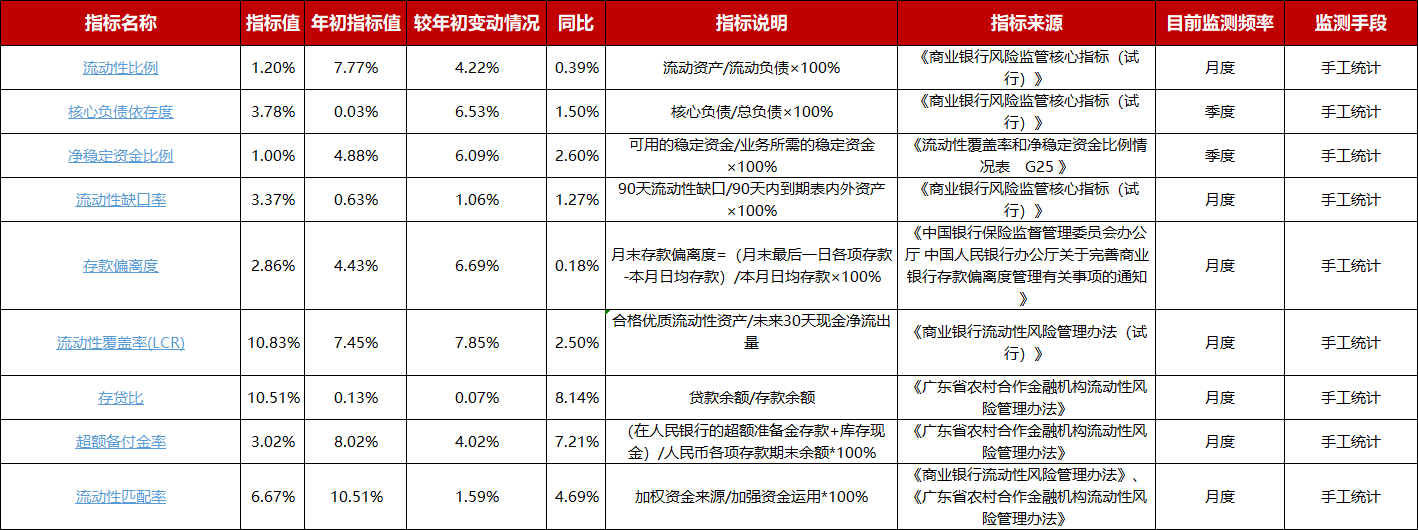 指标名称 指标值 年初指标值 较年初变动情况 同比 指标说明 指标来源 目前监测频率 监测手段
流动性比例 1.20% 7.77% 4.22% 0.39% 流动资产/流动负债×100% 《商业银行风险监管核心指标（试
行）》 月度 手工统计
核心负债依存度 3.78% 0.03% 6.53% 1.50% 核心负债/总负债×100% 《商业银行风险监管核心指标（试
行）》 季度 手工统计
净稳定资金比例 1.00% 4.88% 6.09% 2.60% 可用的稳定资金/业务所需的稳定资金
×100% 《流动性覆盖率和净稳定资金比例情
况表 G25 》 季度 手工统计
流动性缺口率 3.37% 0.63% 1.06% 1.27% 90天流动性缺口/90天内到期表内外资产
×100% 《商业银行风险监管核心指标（试
行）》 月度 手工统计
存款偏离度 2.86% 4.43% 6.69% 0.18% 月末存款偏离度=（月末最后一日各项存款
-本月日均存款）/本月日均存款×100% 《中国银行保险监督管理委员会办公
厅 中国人民银行办公厅关于完善商业
银行存款偏离度管理有关事项的通知
》 月度 手工统计
流动性覆盖率(LCR) 10.83% 7.45% 7.85% 2.50% 合格优质流动性资产/未来30天现金净流出
量 《商业银行流动性风险管理办法（试
行）》 月度 手工统计
存贷比 10.51% 0.13% 0.07% 8.14% 贷款余额/存款余额 《广东省农村合作金融机构流动性风
险管理办法》 月度 手工统计
超额备付金率 3.02% 8.02% 4.02% 7.21% （在人民银行的超额准备金存款+库存现
金）/人民币各项存款期末余额*100% 《广东省农村合作金融机构流动性风
险管理办法》 月度 手工统计
流动性匹配率 6.67% 10.51% 1.59% 4.69% 加权资金来源/加强资金运用*100% 《商业银行流动性风险管理办法》、
《广东省农村合作金融机构流动性风
险管理办法》 月度 手工统计